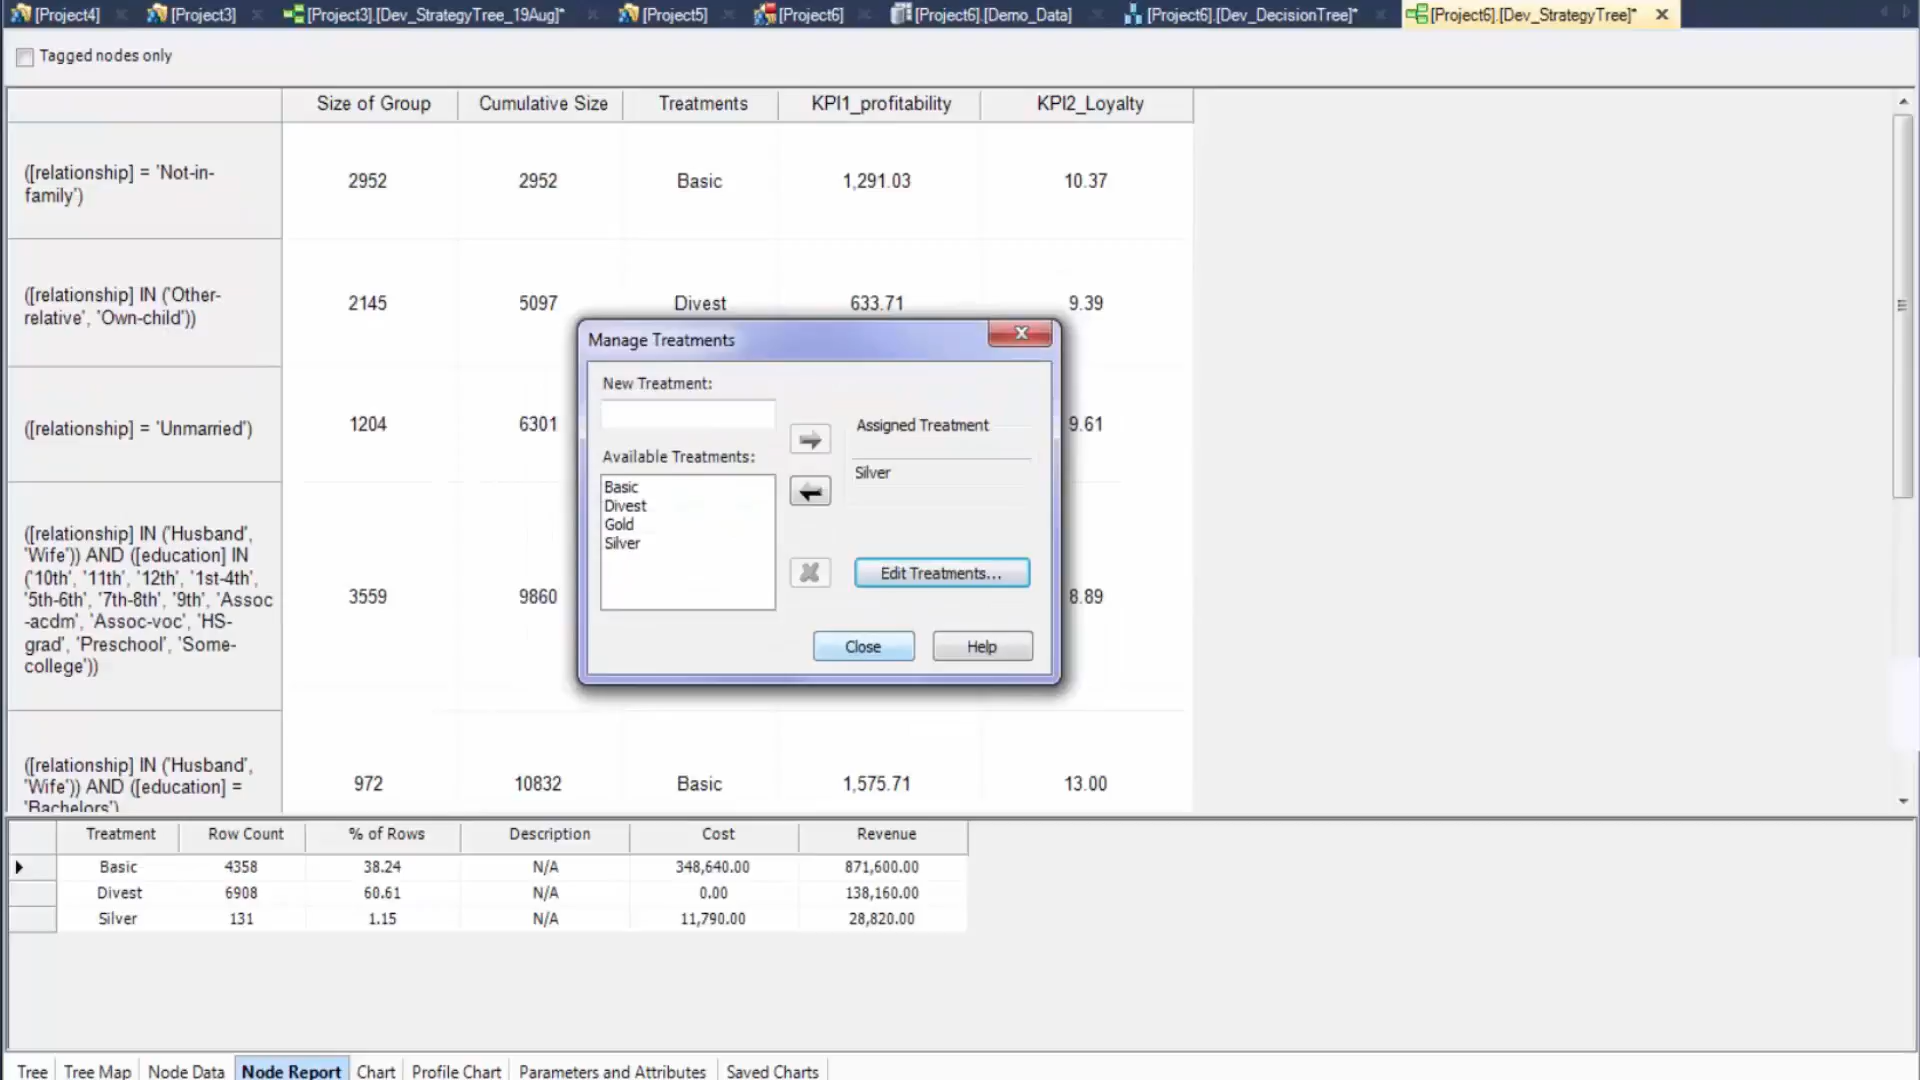 [Project4] [Project3] [Project3].[Dev_StrategyTree_19Aug]* [Project5] [Project6] [Project6].[Demo_Data] [Project6].[Dev_DecisionTree]* [Project6].[Dev_StrategyTree]*
Tagged nodes only
Size of Group Cumulative Size Treatments KPI1_profitability KPI2_Loyalty
([relationship] = 'Not-in-
family')
2952 2952 Basic 1,291.03 10.37
([relationship] IN ('Other-
relative', 'Own-child'))
2145 5097 Divest 633.71 9.39
([relationship] = 'Unmarried')
1204 6301 9.61
([relationship] IN ('Husband',
'Wife')) AND ([education] IN
('10th', '11th', '12th', '1st-4th',
'5th-6th', '7th-8th', '9th', 'Assoc
-acdm', 'Assoc-voc', 'HS-
grad', 'Preschool', 'Some-
college'))
3559 9860 8.89
([relationship] IN ('Husband',
'Wife')) AND ([education] =
'Bachelors')
972 10832 Basic 1,575.71 13.00
Manage Treatments
New Treatment:
Available Treatments:
Basic
Divest
Gold
Silver
Assigned Treatment
Silver
Edit Treatments...
Close Help
Treatment Row Count % of Rows Description Cost Revenue
Basic 4358 38.24 N/A 348,640.00 871,600.00
Divest 6908 60.61 N/A 0.00 138,160.00
Silver 131 1.15 N/A 11,790.00 28,820.00
Tree Tree Map Node Data Node Report Chart Profile Chart Parameters and Attributes Saved Charts